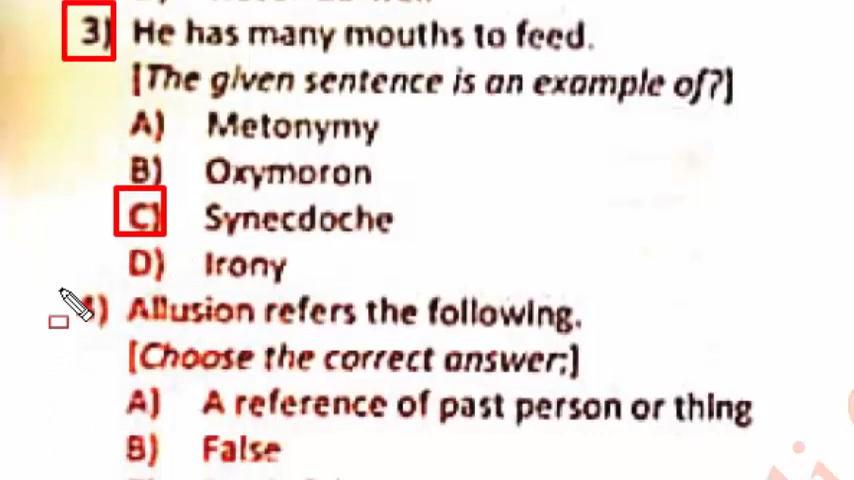 3) He has many mouths to feed.
[The given sentence is an example of?]
A) Metonymy
B) Oxymoron
C) Synecdoche
D) Irony
4) Allusion refers the following.
[Choose the correct answer:]
A) A reference of past person or thing
B) False